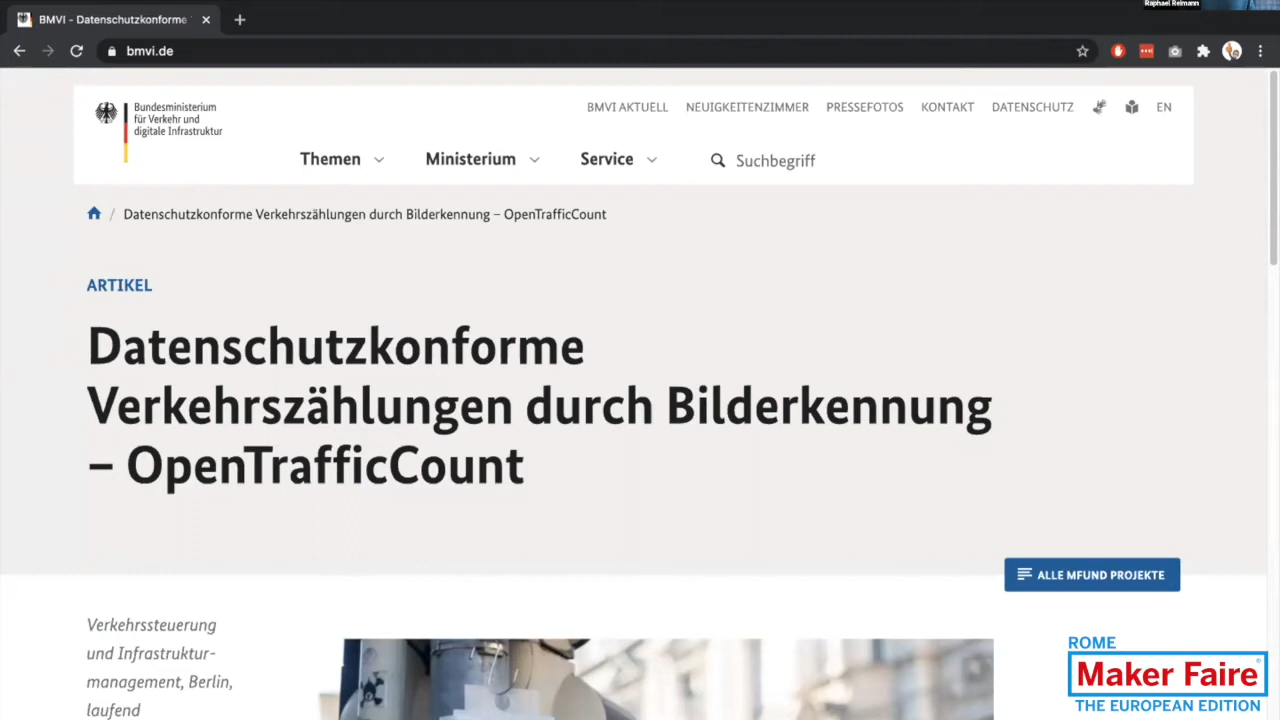 Raphael Reimann
BMVI - Datenschutzkonforme
bmvi.de
Bundesministerium
für Verkehr und
digitale Infrastruktur
BMVI AKTUELL NEUIGKEITENZIMMER PRESSEFOTOS KONTAKT DATENSCHUTZ EN
Themen Ministerium Service Suchbegriff
/ Datenschutzkonforme Verkehrszählungen durch Bilderkennung – OpenTrafficCount
ARTIKEL
Datenschutzkonforme
Verkehrszählungen durch Bilderkennung
– OpenTrafficCount
ALLE MFUND PROJEKTE
Verkehrssteuerung
und Infrastruktur-
management, Berlin,
laufend
ROME
Maker Faire®
THE EUROPEAN EDITION